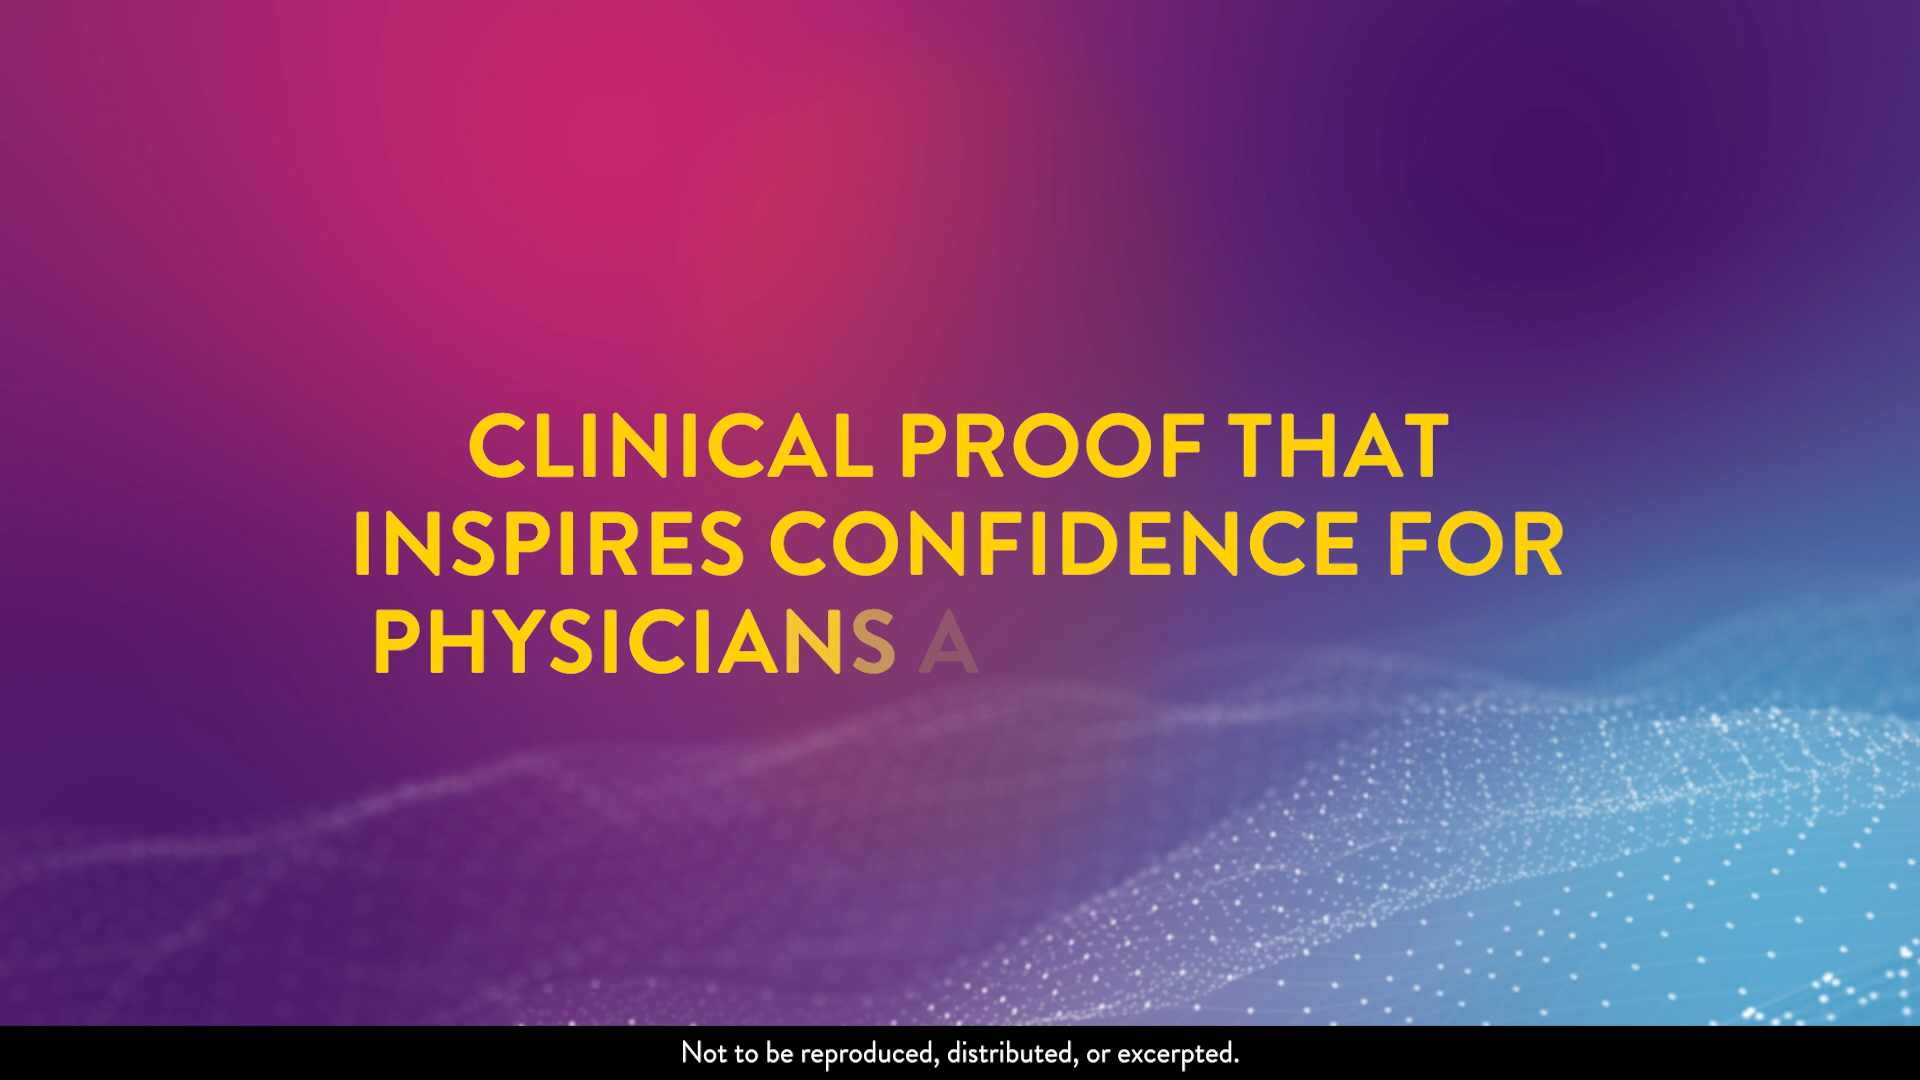 CLINICAL PROOF THAT
INSPIRES CONFIDENCE FOR
PHYSICIANS A
Not to be reproduced, distributed, or excerpted.